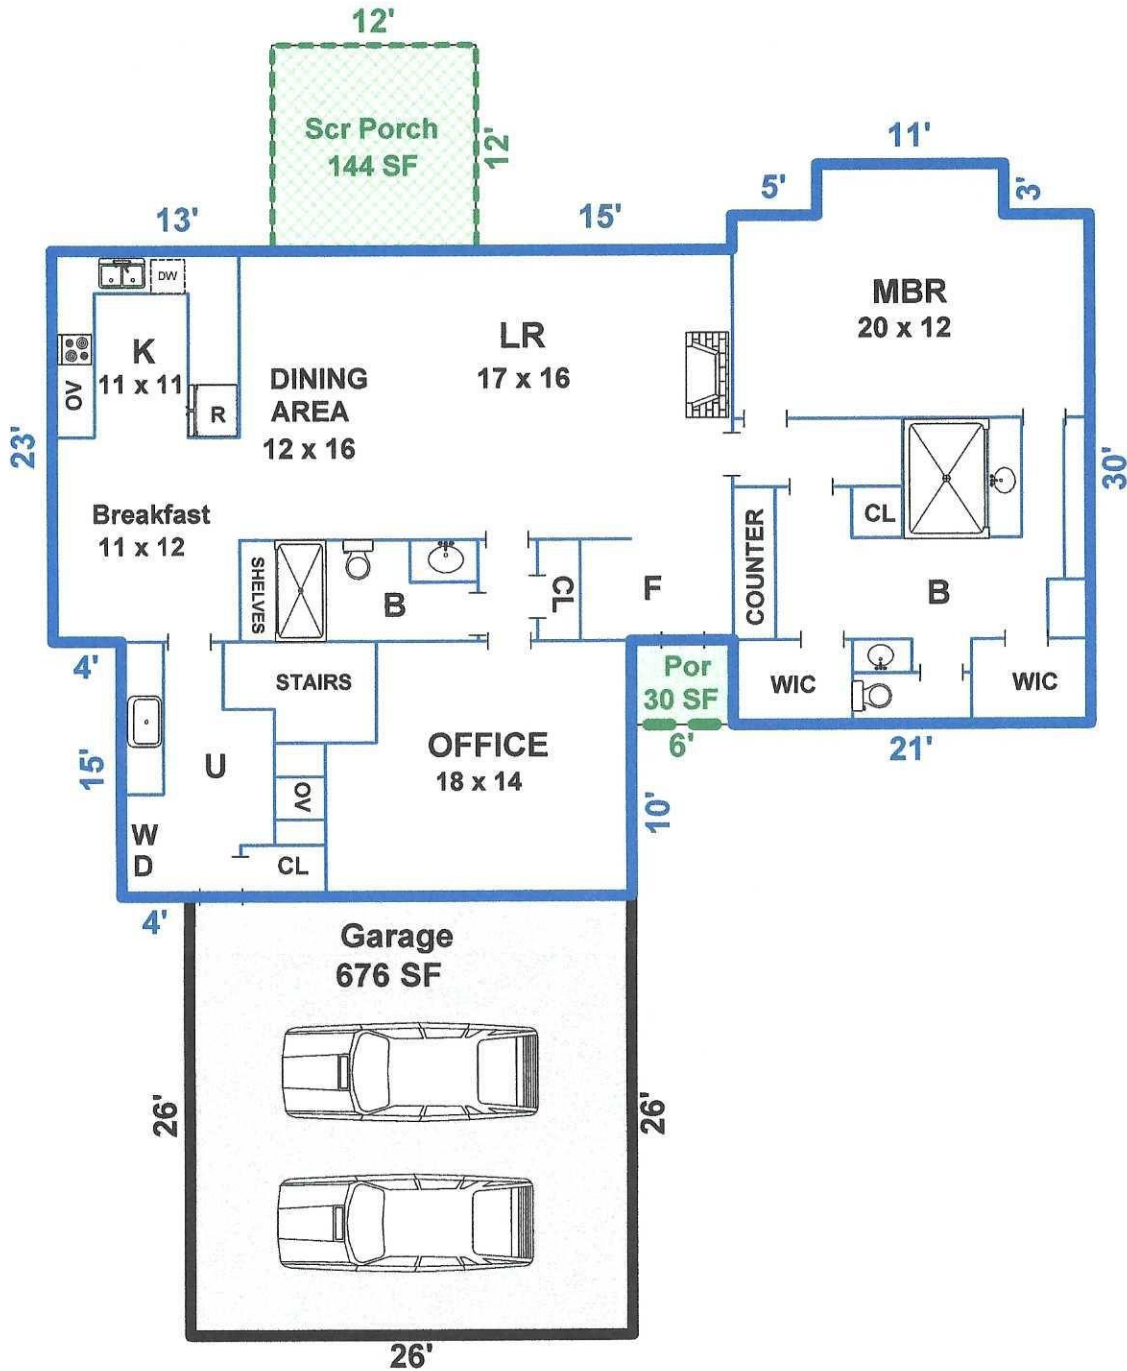 12'
Scr Porch
144 SF
12'
11'
5'
3'
13'
15'
DW
MBR
20 x 12
K
11 x 11
OV
R
LR
17 x 16
DINING
AREA
12 x 16
23'
30'
Breakfast
11 x 12
SHELVES
B
CL
F
COUNTER
CL
B
4'
STAIRS
Por
30 SF
6'
WIC
WIC
21'
15'
U
OFFICE
18 x 14
OV
10'
W
D
CL
4'
Garage
676 SF
26'
26'
26'